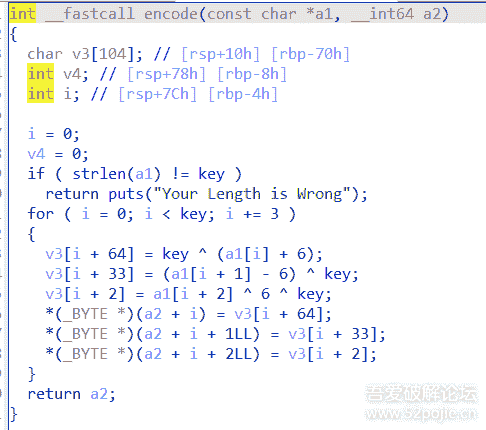 int __fastcall encode(const char *a1, __int64 a2)
{
  char v3[104]; // [rsp+10h] [rbp-70h]
  int v4; // [rsp+78h] [rbp-8h]
  int i; // [rsp+7Ch] [rbp-4h]
  i = 0;
  v4 = 0;
  if ( strlen(a1) != key )
    return puts("Your Length is Wrong");
  for ( i = 0; i < key; i += 3 )
  {
    v3[i + 64] = key ^ (a1[i] + 6);
    v3[i + 33] = (a1[i + 1] - 6) ^ key;
    v3[i + 2] = a1[i + 2] ^ 6 ^ key;
    *(_BYTE *)(a2 + i) = v3[i + 64];
    *(_BYTE *)(a2 + i + 1LL) = v3[i + 33];
    *(_BYTE *)(a2 + i + 2LL) = v3[i + 2];
  }
  return a2;
}
吾爱破解论坛
www.52pojie.cn